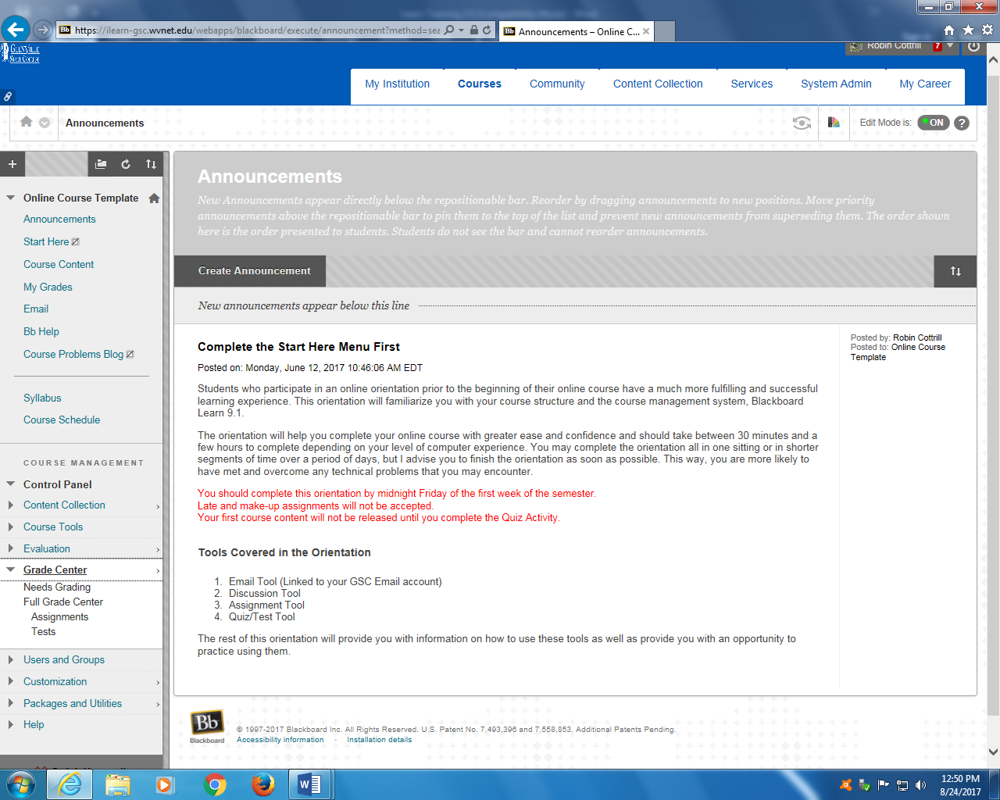 https://ilearn-gsc.wvnet.edu/webapps/blackboard/execute/announcement?method=sea
Bb Announcements – Online C...
GLENVILLE
STATE COLLEGE
Robin Cottrill 7
My Institution Courses Community Content Collection Services System Admin My Career
Announcements
Edit Mode is: ON ?
Online Course Template
Announcements
Start Here
Course Content
My Grades
Email
Bb Help
Course Problems Blog
Syllabus
Course Schedule
COURSE MANAGEMENT
Control Panel
Content Collection
Course Tools
Evaluation
Grade Center
Needs Grading
Full Grade Center
Assignments
Tests
Users and Groups
Customization
Packages and Utilities
Help
Announcements
New Announcements appear directly below the repositionable bar. Reorder by dragging announcements to new positions. Move priority
announcements above the repositionable bar to pin them to the top of the list and prevent new announcements from superseding them. The order shown
here is the order presented to students. Students do not see the bar and cannot reorder announcements.
Create Announcement
New announcements appear below this line
Complete the Start Here Menu First
Posted on: Monday, June 12, 2017 10:46:06 AM EDT
Students who participate in an online orientation prior to the beginning of their online course have a much more fulfilling and successful
learning experience. This orientation will familiarize you with your course structure and the course management system, Blackboard
Learn 9.1.
The orientation will help you complete your online course with greater ease and confidence and should take between 30 minutes and a
few hours to complete depending on your level of computer experience. You may complete the orientation all in one sitting or in shorter
segments of time over a period of days, but I advise you to finish the orientation as soon as possible. This way, you are more likely to
have met and overcome any technical problems that you may encounter.
You should complete this orientation by midnight Friday of the first week of the semester.
Late and make-up assignments will not be accepted.
Your first course content will not be released until you complete the Quiz Activity.
Tools Covered in the Orientation
1. Email Tool (Linked to your GSC Email account)
2. Discussion Tool
3. Assignment Tool
4. Quiz/Test Tool
The rest of this orientation will provide you with information on how to use these tools as well as provide you with an opportunity to
practice using them.
Posted by: Robin Cottrill
Posted to: Online Course
Template
Bb
Blackboard
© 1997-2017 Blackboard Inc. All Rights Reserved. U.S. Patent No. 7,493,396 and 7,558,853. Additional Patents Pending.
Accessibility information - Installation details
12:50 PM
8/24/2017